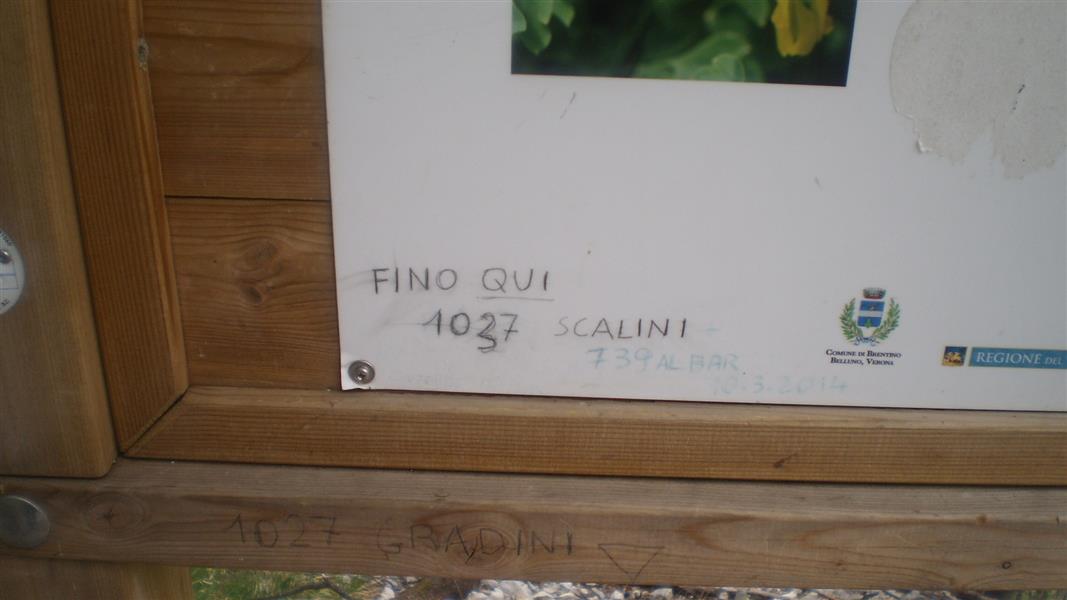 FINO QUI
1027 SCALINI
3
739 AL BAR
10.3.2014
COMUNE DI BRENTINO
BELLUNO, VERONA
REGIONE DEL
1027 GRADINI